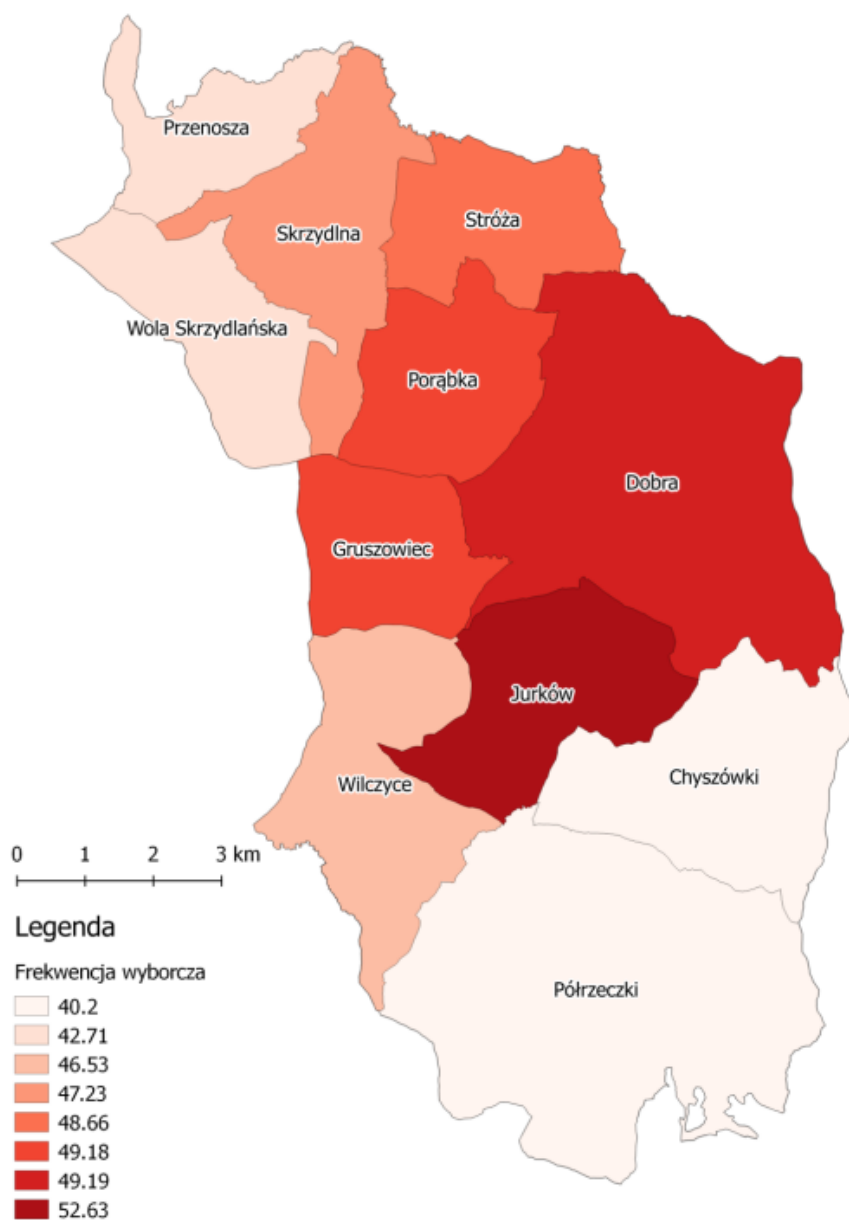 Przenosza
Skrzydlna
Stróża
Wola Skrzydlańska
Porąbka
Dobra
Gruszowiec
Jurków
Chyszówki
Wilczyce
Półrzeczki
0 1 2 3 km
Legenda
Frekwencja wyborcza
40.2
42.71
46.53
47.23
48.66
49.18
49.19
52.63